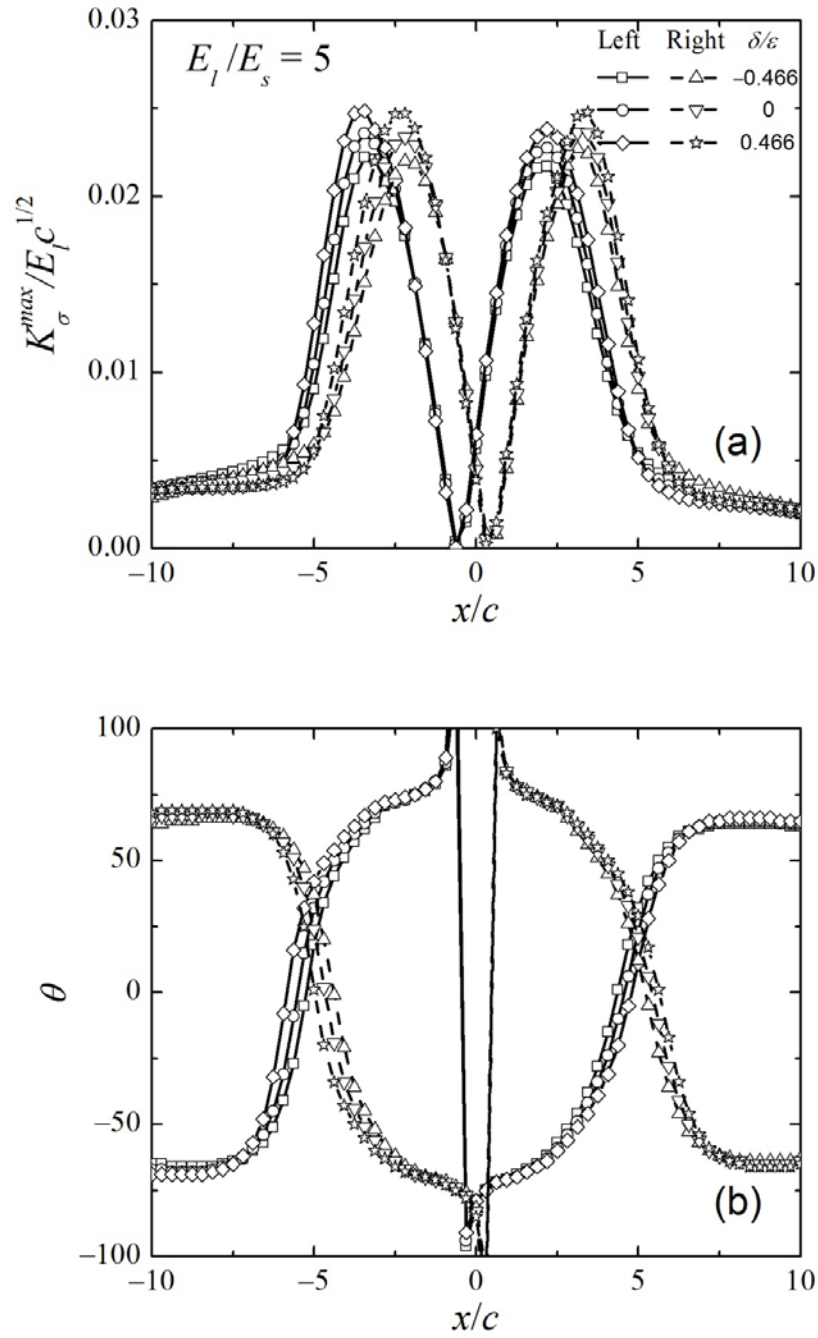 0.03
E_l/E_s = 5
Left Right δ/ε
−0.466
0
0.466
0.02
0.01
0.00
K_σ^{max}/E_l c^{1/2}
(a)
−10 −5 0 5 10
x/c
100
50
0
−50
−100
θ
(b)
−10 −5 0 5 10
x/c